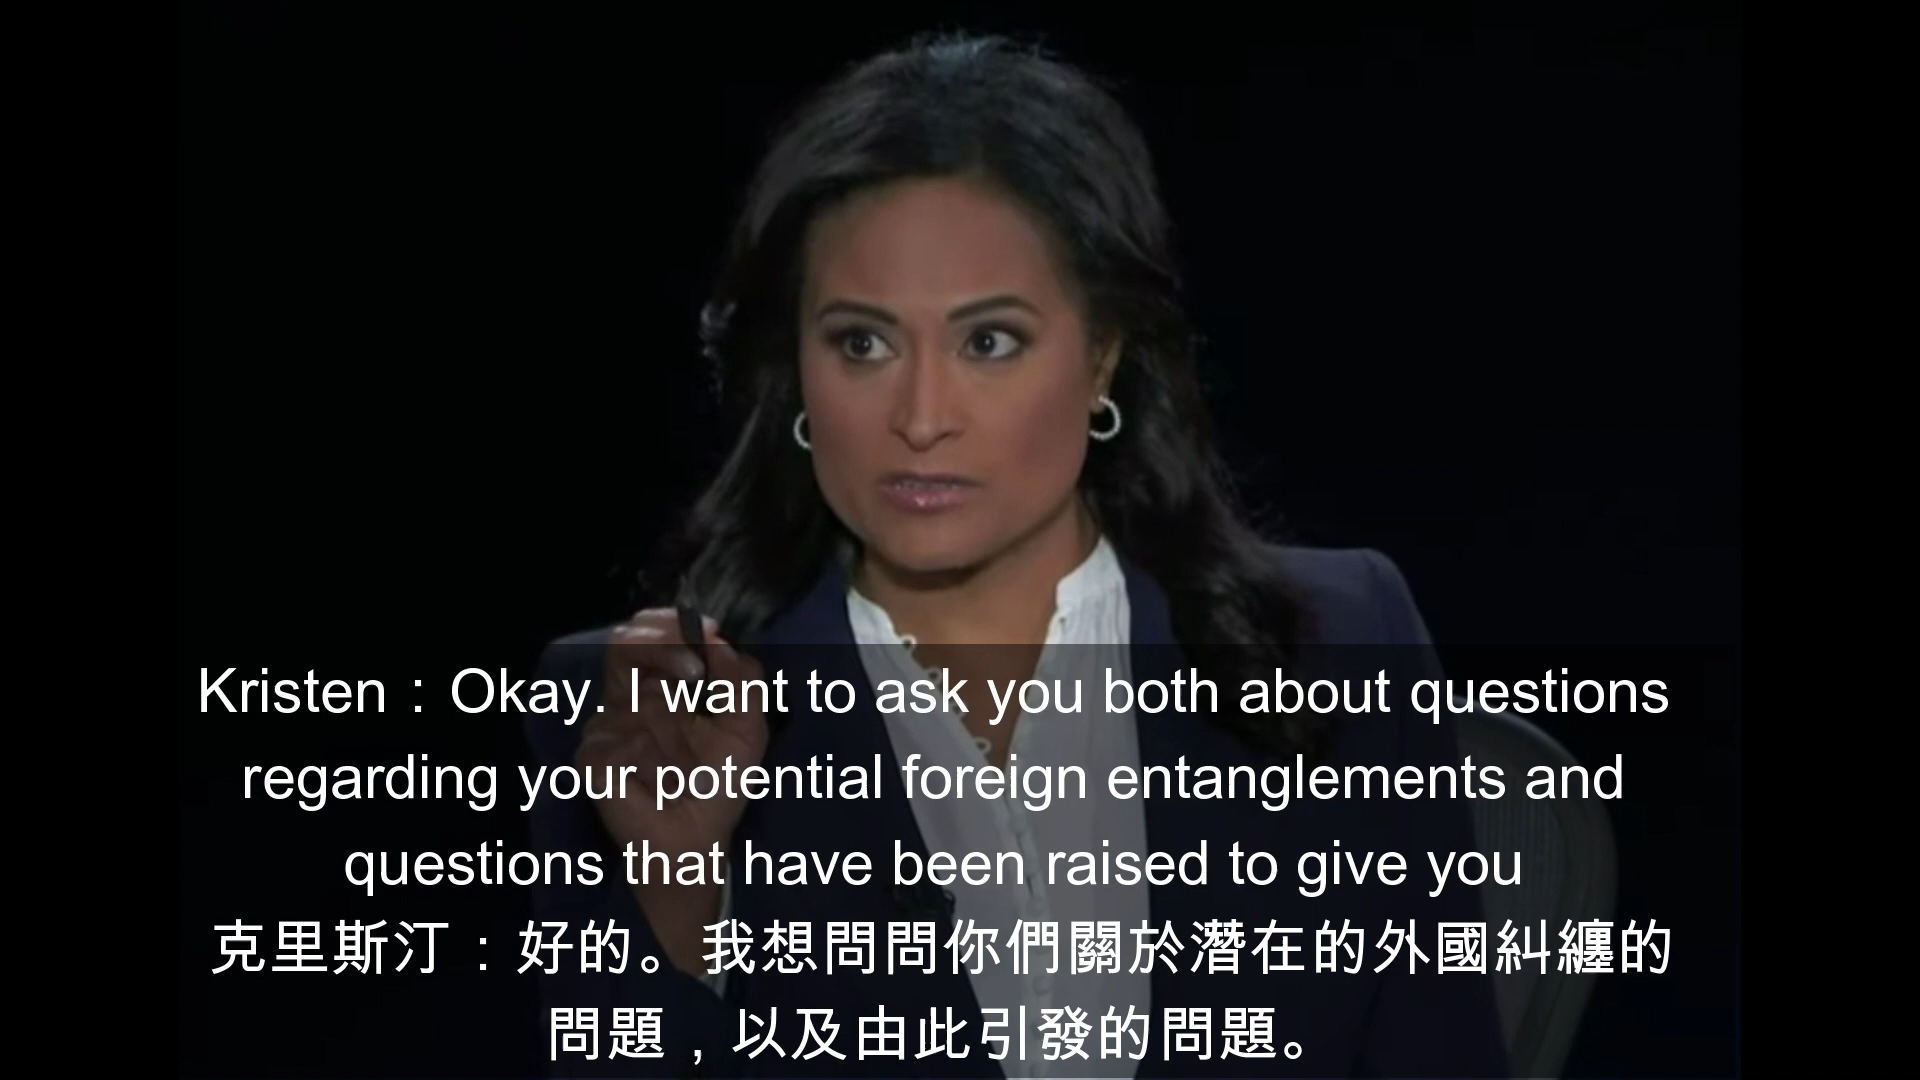 Kristen：Okay. I want to ask you both about questions
regarding your potential foreign entanglements and
questions that have been raised to give you
克里斯汀：好的。我想問問你們關於潛在的外國糾纏的
問題，以及由此引發的問題。